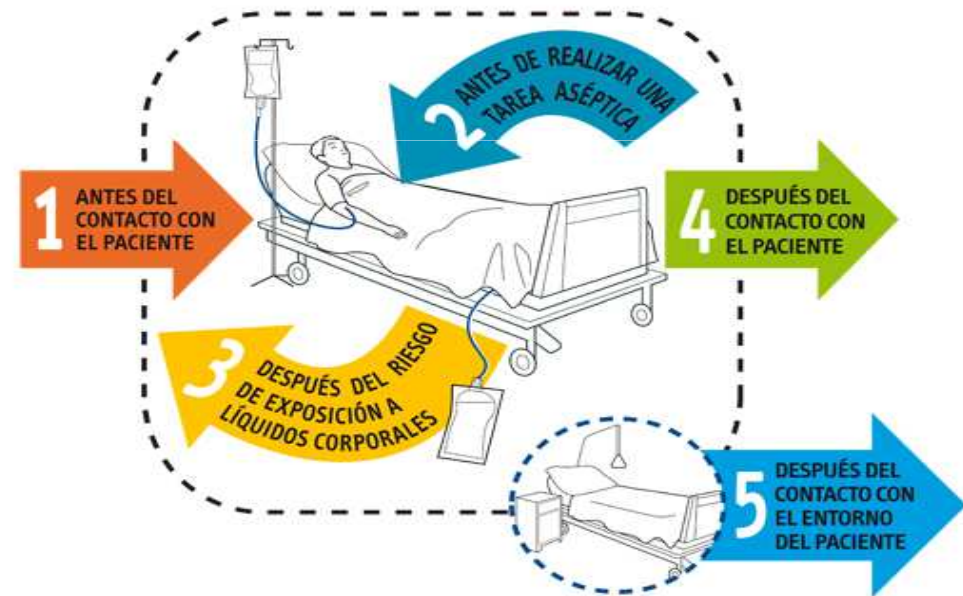 1
ANTES DEL
CONTACTO CON
EL PACIENTE
2
ANTES DE REALIZAR UNA
TAREA ASÉPTICA
3
DESPUÉS DEL RIESGO
DE EXPOSICIÓN A
LÍQUIDOS CORPORALES
4
DESPUÉS DEL
CONTACTO CON
EL PACIENTE
5
DESPUÉS DEL
CONTACTO CON
EL ENTORNO
DEL PACIENTE